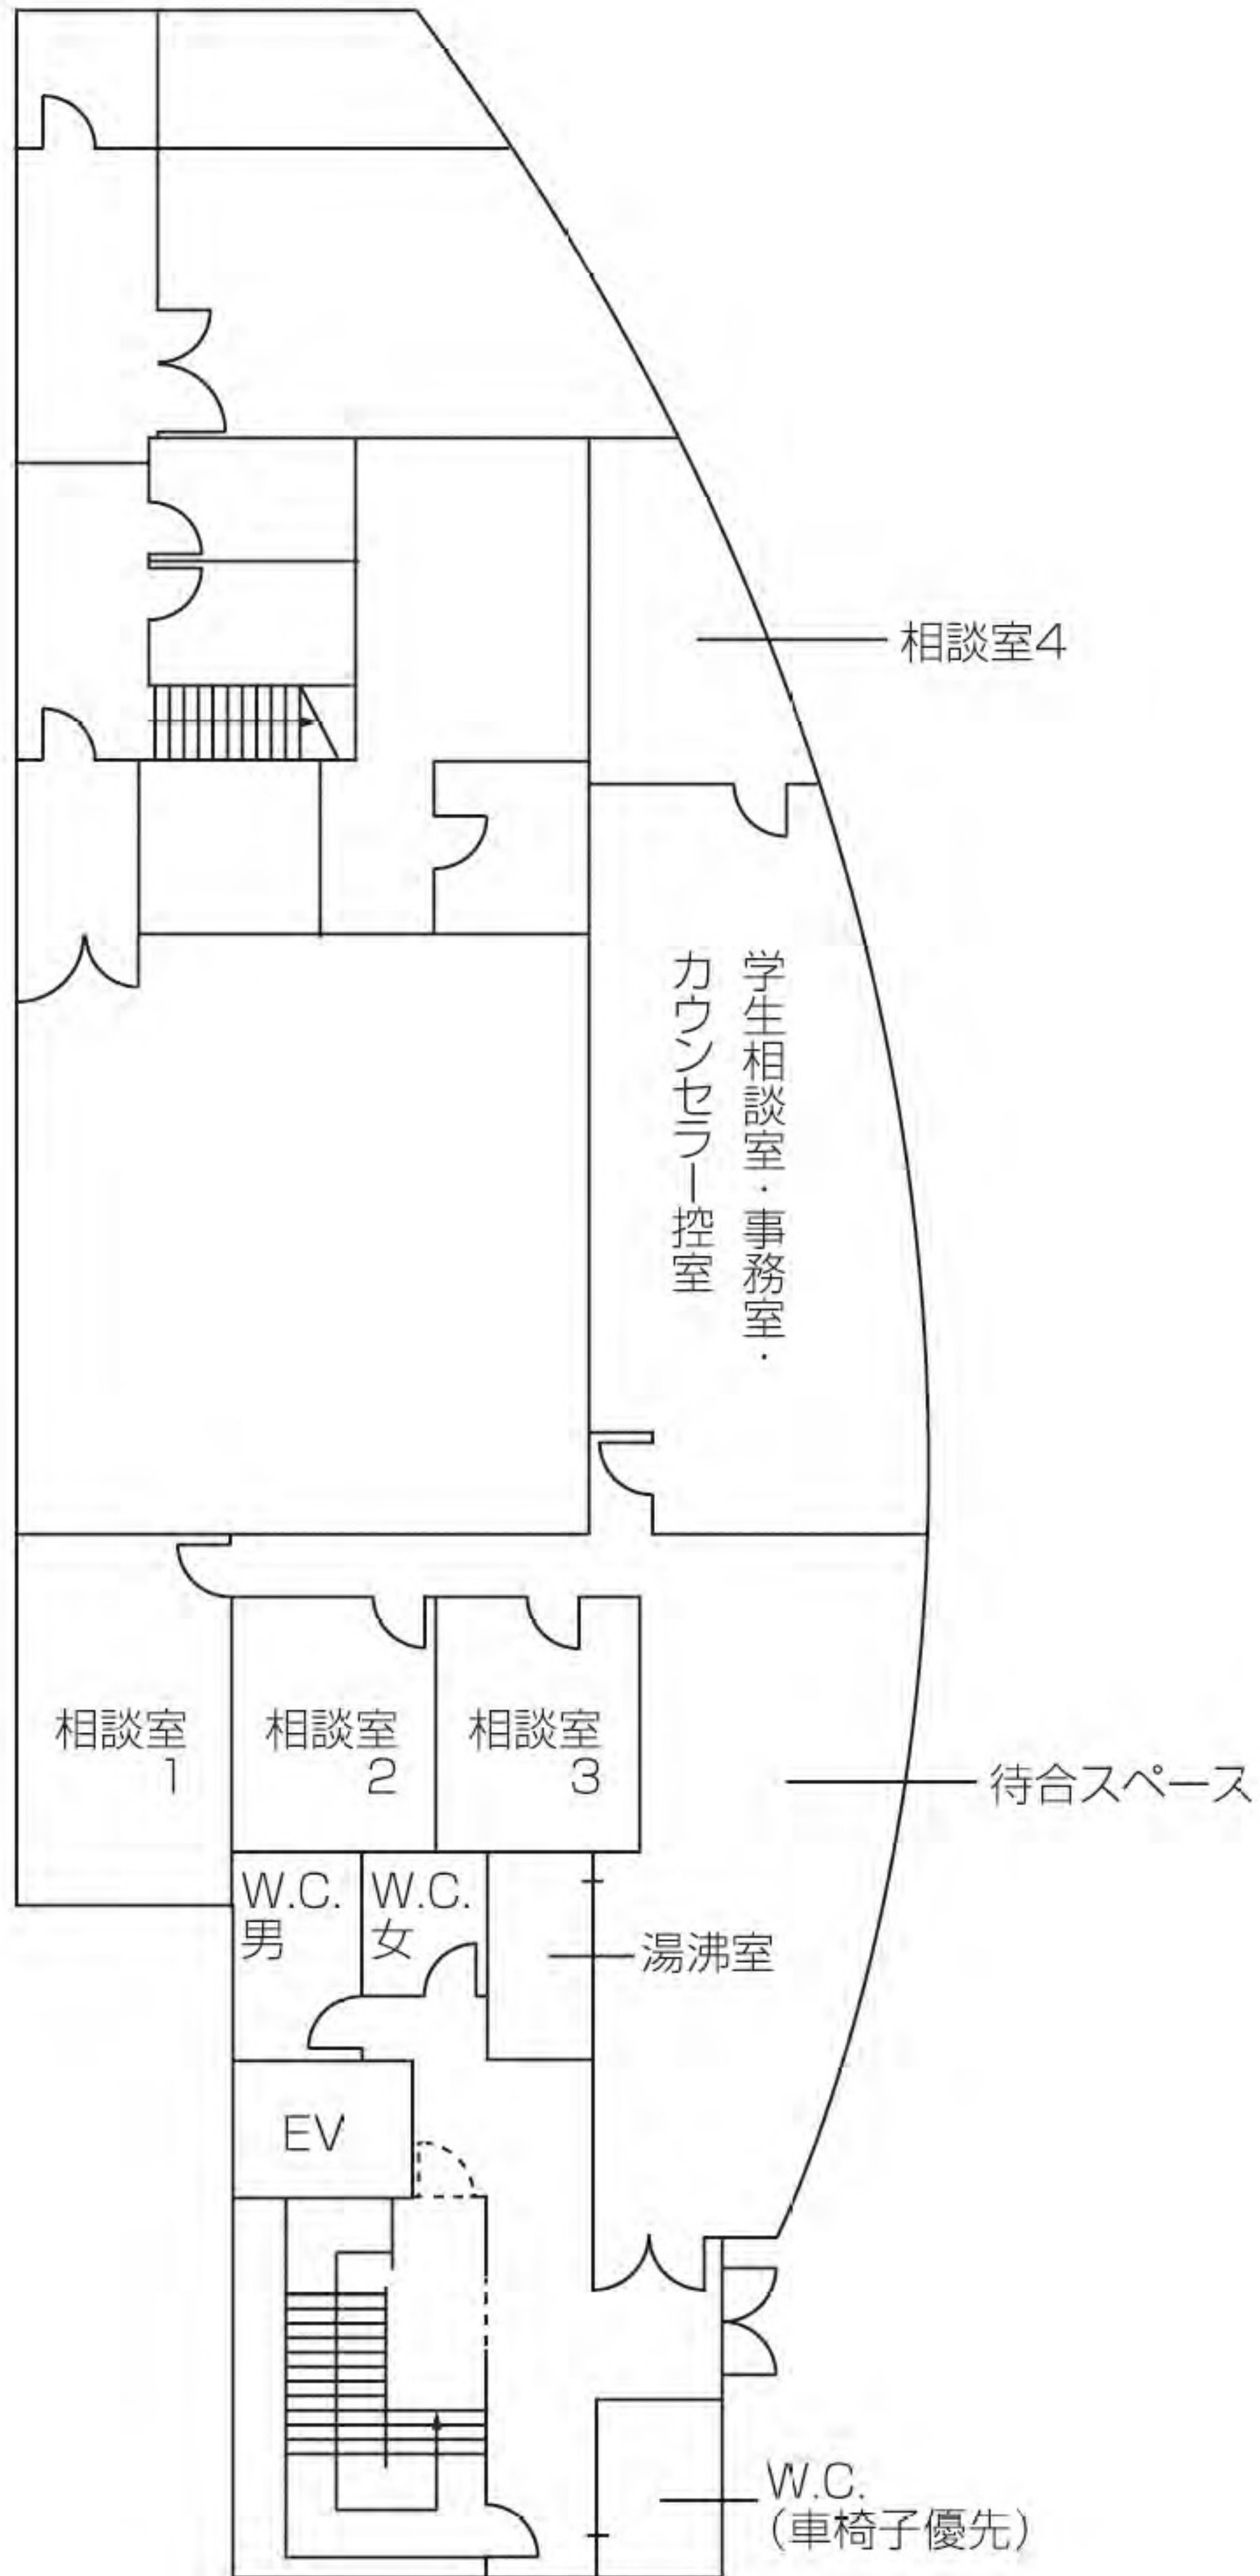 相談室4
学生相談室・事務室・
カウンセラー控室
相談室
1
相談室
2
相談室
3
待合スペース
W.C.
男
W.C.
女
湯沸室
EV
W.C.
(車椅子優先)